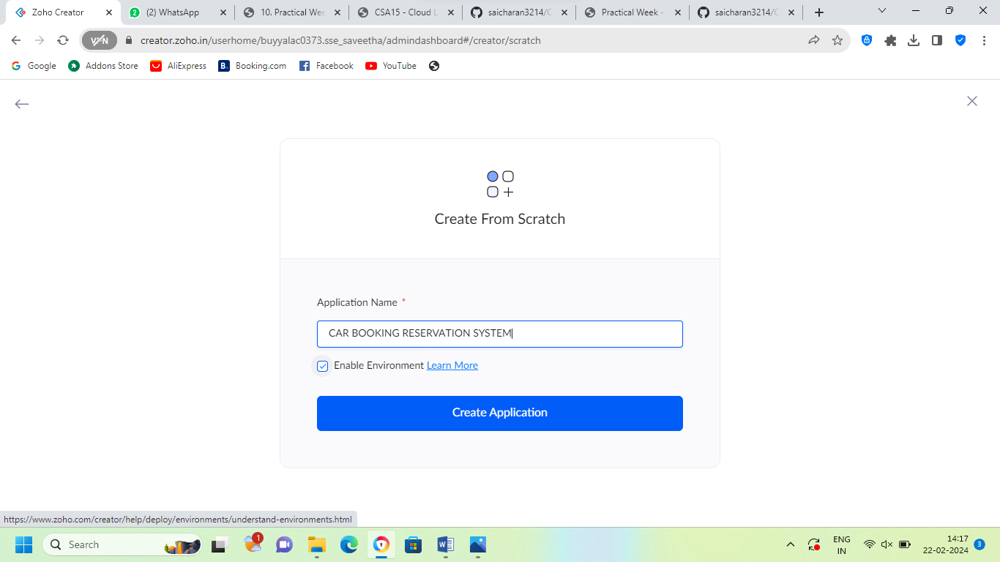 Zoho Creator
2
(2) WhatsApp
10. Practical Wee
CSA15 - Cloud L
saicharan3214/C
Practical Week -
saicharan3214/C
VPN
creator.zoho.in/userhome/buyyalac0373.sse_saveetha/admindashboard#/creator/scratch
G Google
Addons Store
AliExpress
B. Booking.com
Facebook
YouTube
Create From Scratch
Application Name *
CAR BOOKING RESERVATION SYSTEM
Enable Environment Learn More
Create Application
https://www.zoho.com/creator/help/deploy/environments/understand-environments.html
Search
1
W
ENG
IN
14:17
22-02-2024
3